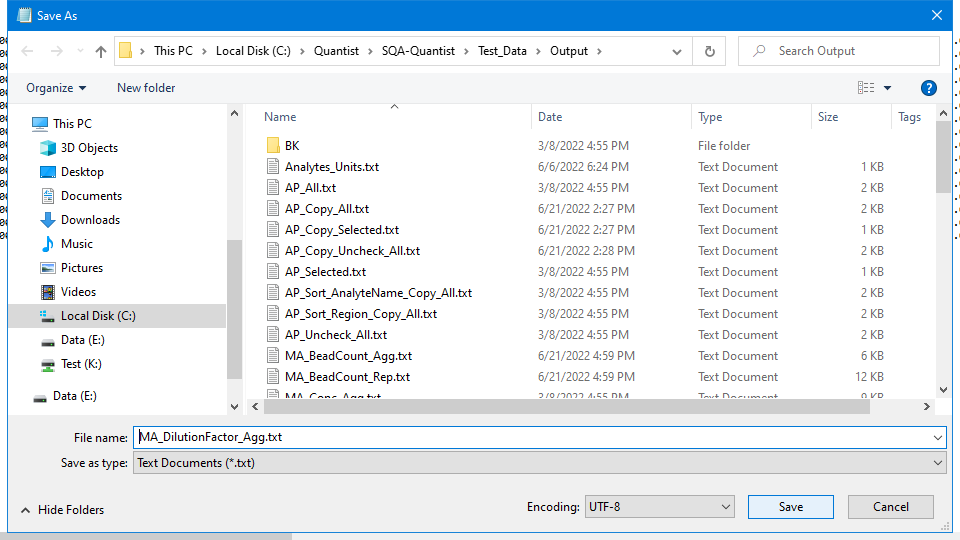 Save As
This PC > Local Disk (C:) > Quantist > SQA-Quantist > Test_Data > Output >
Search Output
Organize New folder
?
Name Date Type Size Tags
This PC
3D Objects
Desktop
Documents
Downloads
Music
Pictures
Videos
Local Disk (C:)
Data (E:)
Test (K:)
Data (E:)
BK 3/8/2022 4:55 PM File folder
Analytes_Units.txt 6/6/2022 6:24 PM Text Document 1 KB
AP_All.txt 3/8/2022 4:55 PM Text Document 2 KB
AP_Copy_All.txt 6/21/2022 2:27 PM Text Document 2 KB
AP_Copy_Selected.txt 6/21/2022 2:27 PM Text Document 1 KB
AP_Copy_Uncheck_All.txt 6/21/2022 2:28 PM Text Document 2 KB
AP_Selected.txt 3/8/2022 4:55 PM Text Document 1 KB
AP_Sort_AnalyteName_Copy_All.txt 3/8/2022 4:55 PM Text Document 2 KB
AP_Sort_Region_Copy_All.txt 3/8/2022 4:55 PM Text Document 2 KB
AP_Uncheck_All.txt 3/8/2022 4:55 PM Text Document 2 KB
MA_BeadCount_Agg.txt 6/21/2022 4:59 PM Text Document 6 KB
MA_BeadCount_Rep.txt 6/21/2022 4:59 PM Text Document 12 KB
MA_Conc_Agg.txt 3/8/2022 4:55 PM Text Document 9 KB
File name: MA_DilutionFactor_Agg.txt
Save as type: Text Documents (*.txt)
Hide Folders
Encoding: UTF-8
Save
Cancel